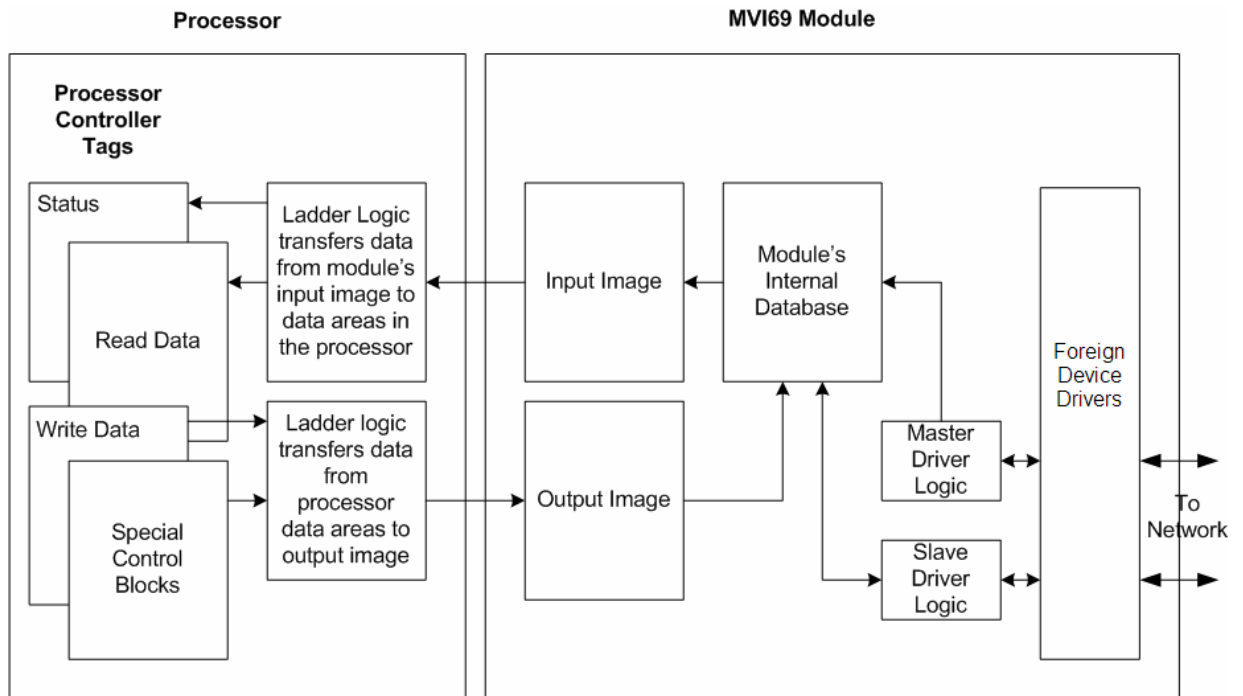 Processor
MVI69 Module
Processor
Controller
Tags
Status
Read Data
Write Data
Special
Control
Blocks
Ladder Logic
transfers data
from module's
input image to
data areas in
the processor
Ladder logic
transfers data
from
processor
data areas to
output image
Input Image
Output Image
Module's
Internal
Database
Master
Driver
Logic
Slave
Driver
Logic
Foreign
Device
Drivers
To
Network